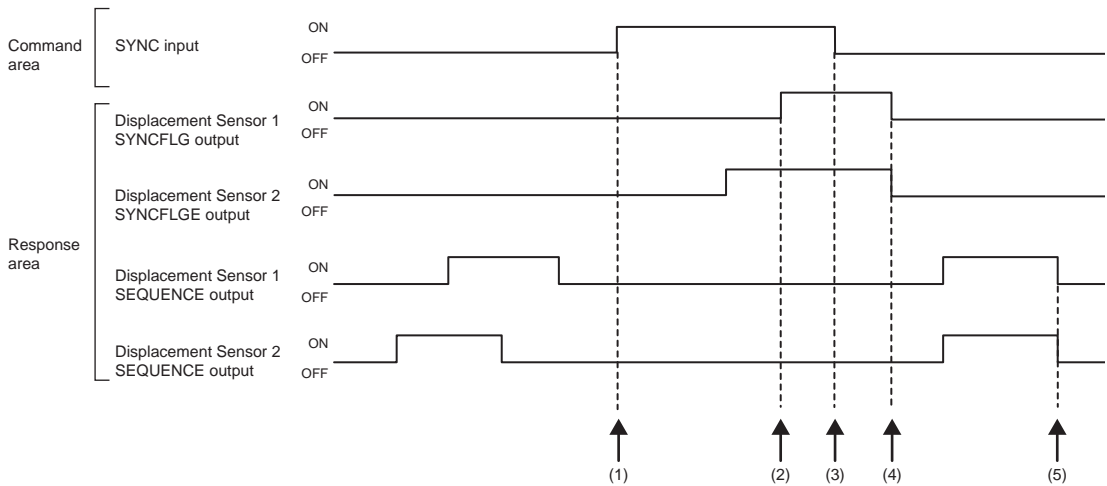 Command
area
SYNC input
ON
OFF
Response
area
Displacement Sensor 1
SYNCFLG output
ON
OFF
Displacement Sensor 2
SYNCFLGE output
ON
OFF
Displacement Sensor 1
SEQUENCE output
ON
OFF
Displacement Sensor 2
SEQUENCE output
ON
OFF
(1)
(2)
(3)
(4)
(5)